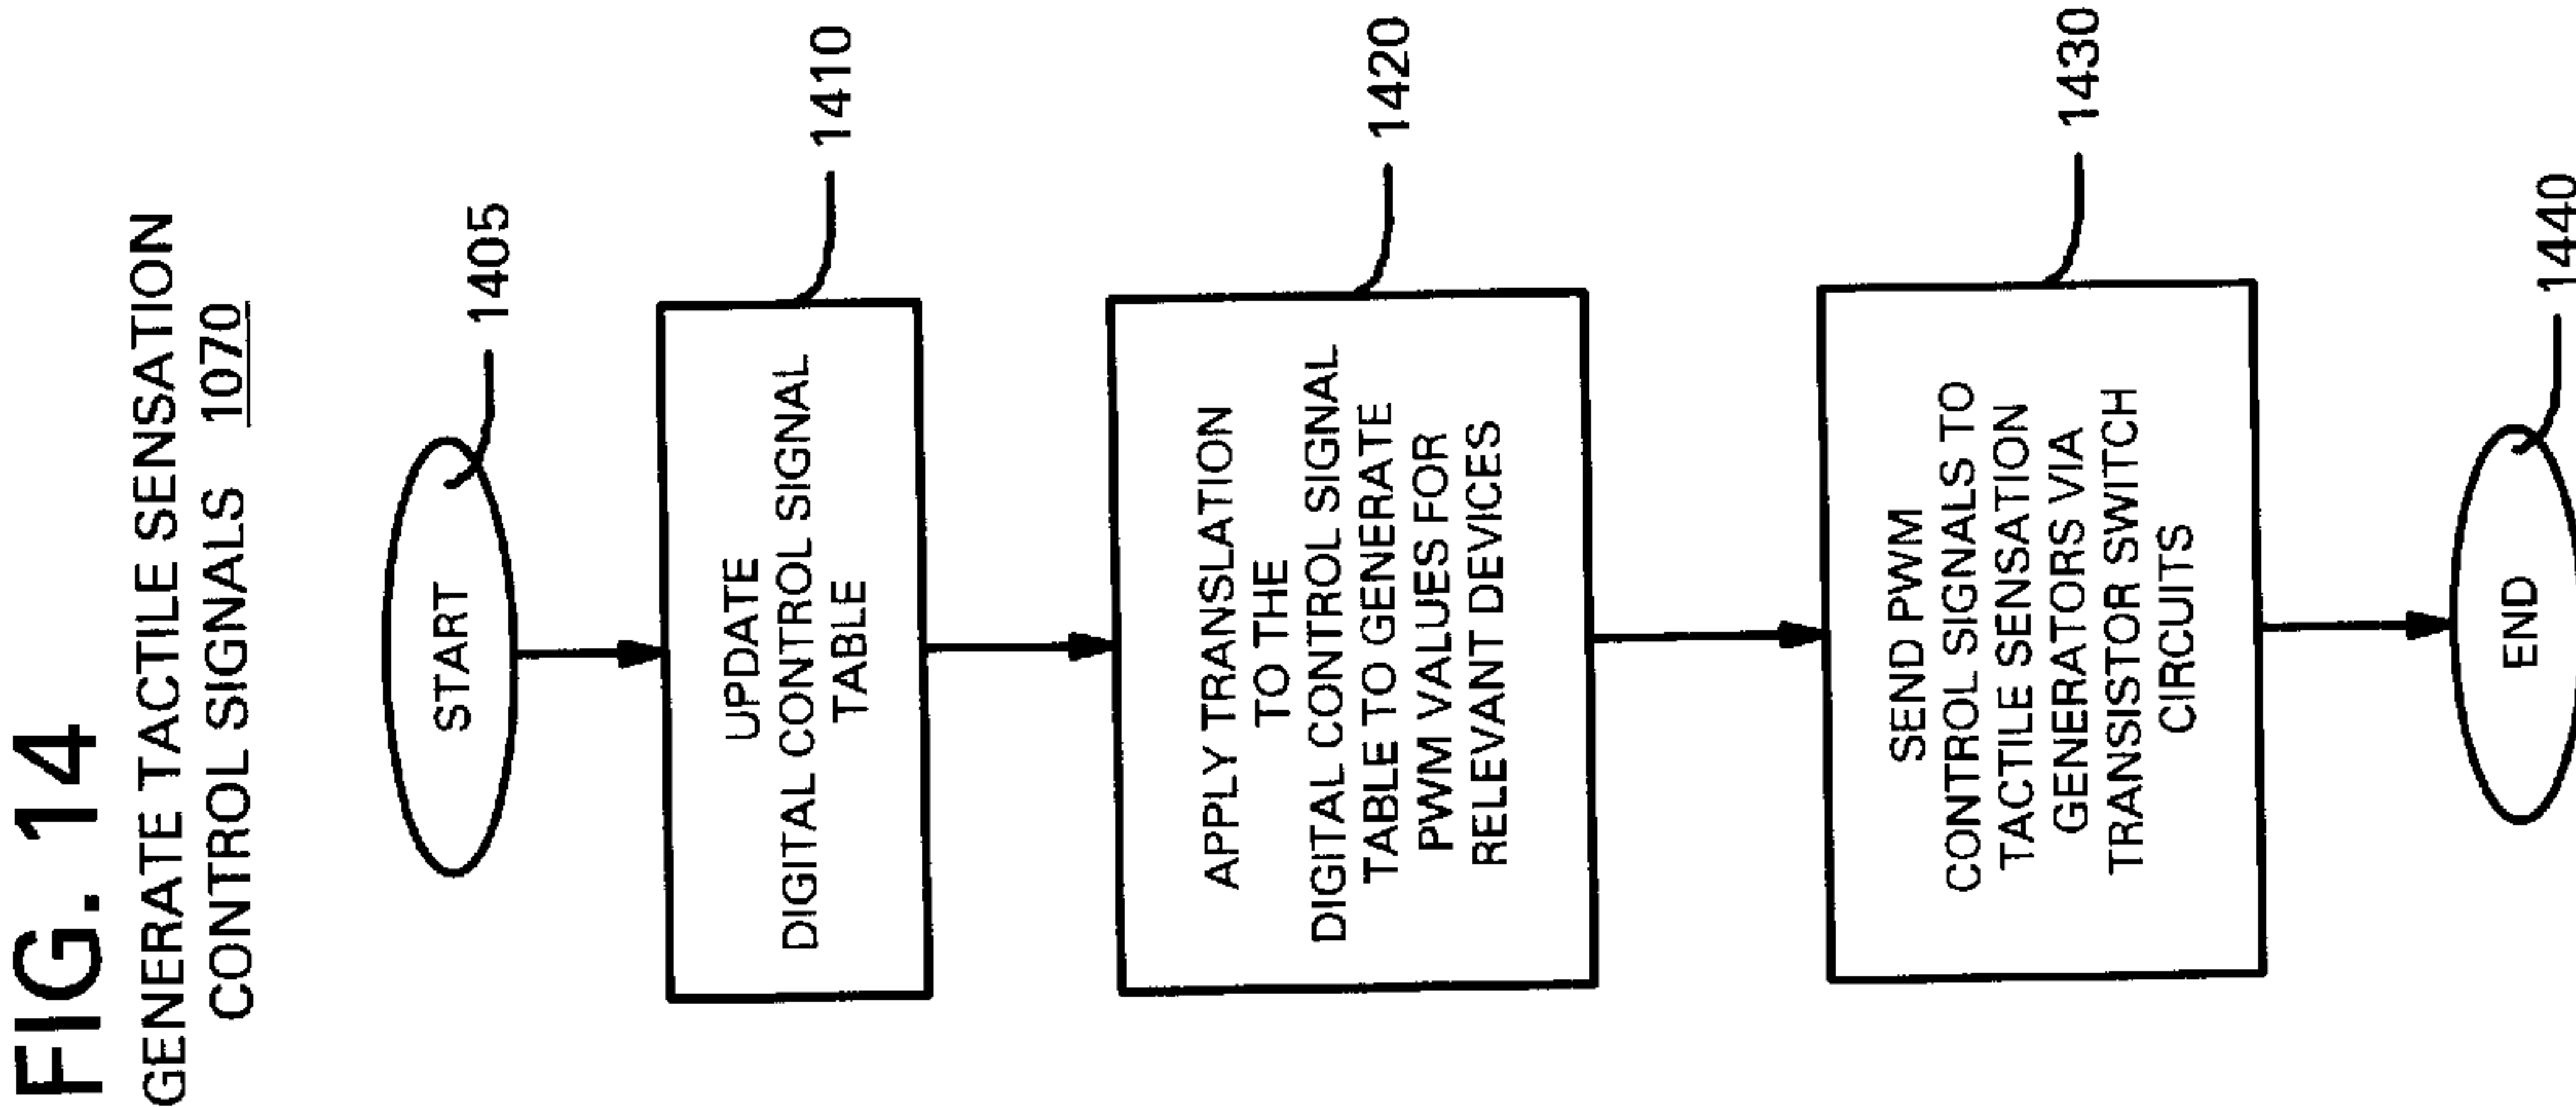 FIG. 14
GENERATE TACTILE SENSATION
CONTROL SIGNALS 1070
START
1405
UPDATE
DIGITAL CONTROL SIGNAL
TABLE
1410
APPLY TRANSLATION
TO THE
DIGITAL CONTROL SIGNAL
TABLE TO GENERATE
PWM VALUES FOR
RELEVANT DEVICES
1420
SEND PWM
CONTROL SIGNALS TO
TACTILE SENSATION
GENERATORS VIA
TRANSISTOR SWITCH
CIRCUITS
1430
END
1440